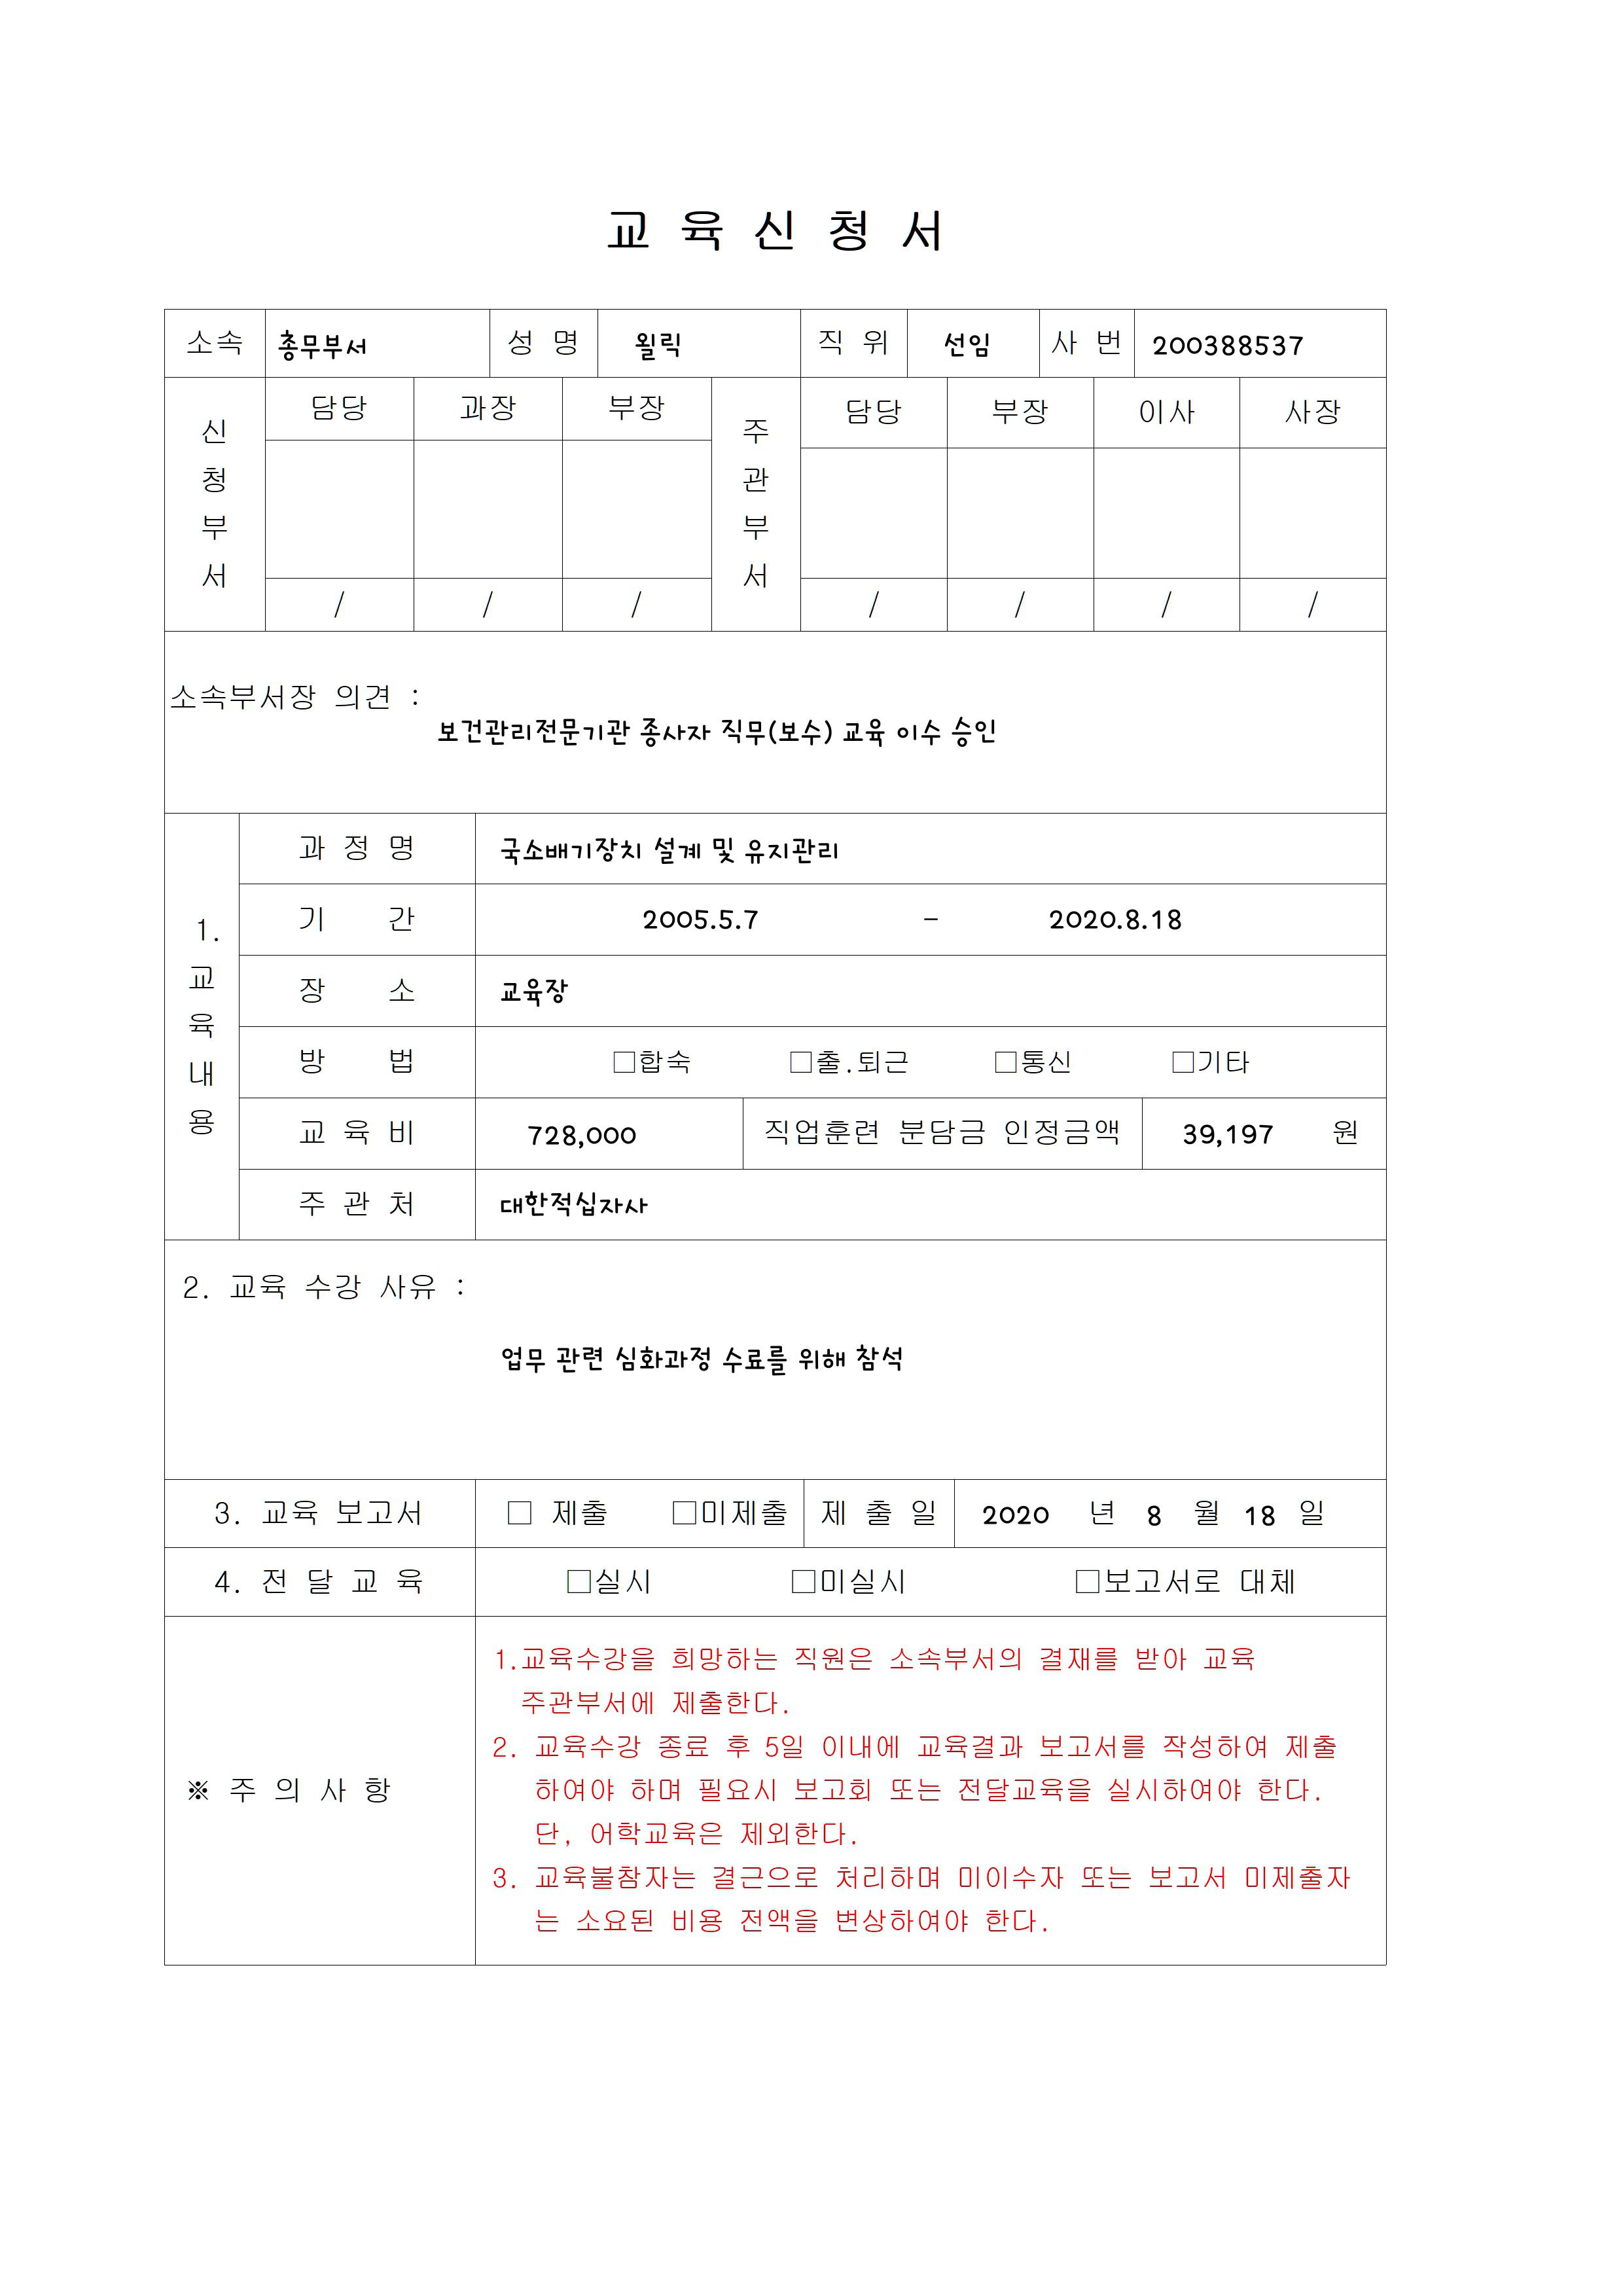 교 육 신 청 서
소속 총무부서 성 명 윌릭 직 위 선임 사 번 200388537
신청부서 담당 과장 부장 주관부서 담당 부장 이사 사장
/ / / / / / /
소속부서장 의견 :
보건관리전문기관 종사자 직무(보수) 교육 이수 승인
1. 교육내용
과 정 명 국소배기장치 설계 및 유지관리
기 간 2005.5.7 - 2020.8.18
장 소 교육장
방 법 □합숙 □출.퇴근 □통신 □기타
교 육 비 728,000 직업훈련 분담금 인정금액 39,197 원
주 관 처 대한적십자사
2. 교육 수강 사유 :
업무 관련 심화과정 수료를 위해 참석
3. 교육 보고서 □ 제출 □미제출 제 출 일 2020 년 8 월 18 일
4. 전 달 교 육 □실시 □미실시 □보고서로 대체
※ 주 의 사 항
1.교육수강을 희망하는 직원은 소속부서의 결재를 받아 교육
주관부서에 제출한다.
2. 교육수강 종료 후 5일 이내에 교육결과 보고서를 작성하여 제출
하여야 하며 필요시 보고회 또는 전달교육을 실시하여야 한다.
단, 어학교육은 제외한다.
3. 교육불참자는 결근으로 처리하며 미이수자 또는 보고서 미제출자
는 소요된 비용 전액을 변상하여야 한다.